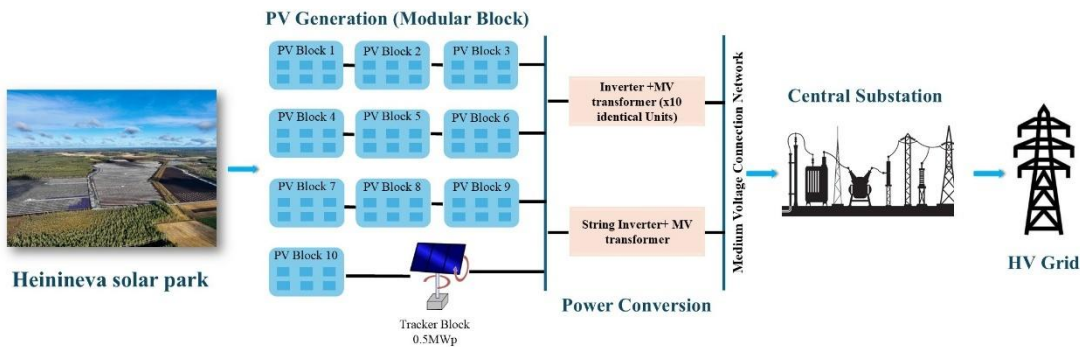 PV Generation (Modular Block)
PV Block 1
PV Block 2
PV Block 3
PV Block 4
PV Block 5
PV Block 6
PV Block 7
PV Block 8
PV Block 9
PV Block 10
Tracker Block
0.5MWp
Heinineva solar park
Inverter +MV
transformer (x10
identical Units)
String Inverter+ MV
transformer
Power Conversion
Medium Voltage Connection Network
Central Substation
HV Grid